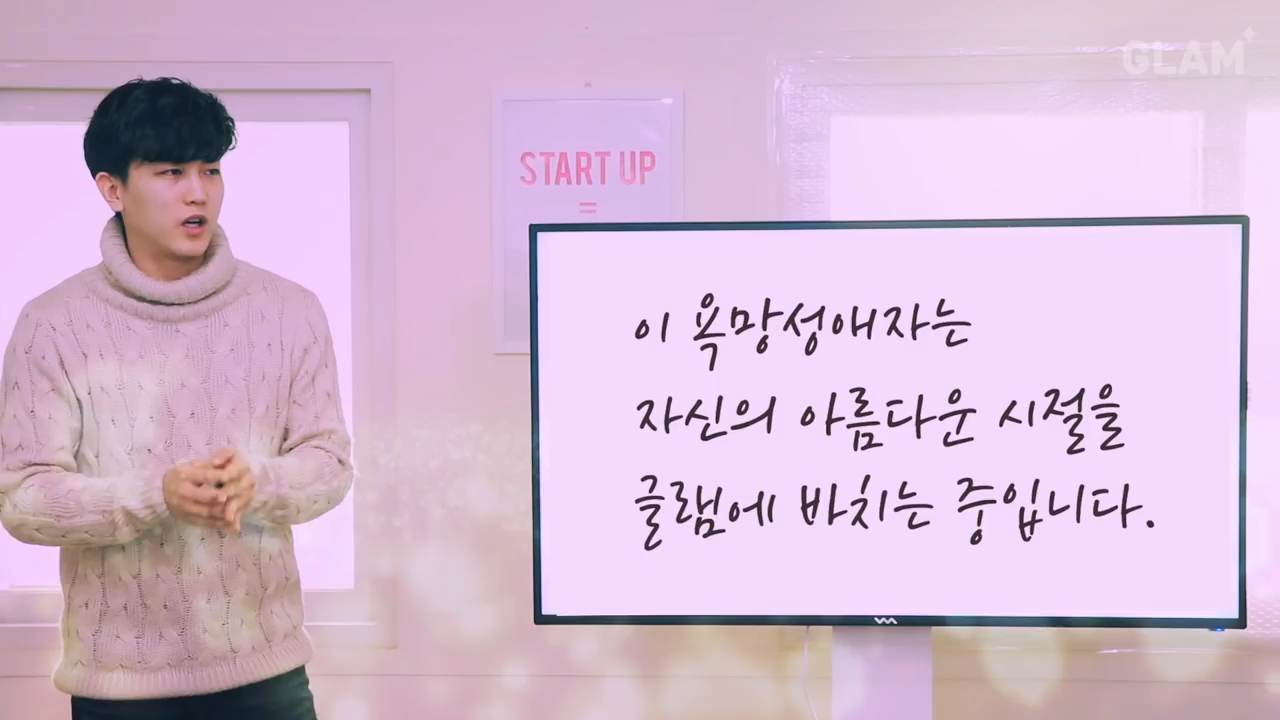 GLAM
START UP
=
이 욕망성애자는
자신의 아름다운 시절을
글램에 바치는 중입니다.